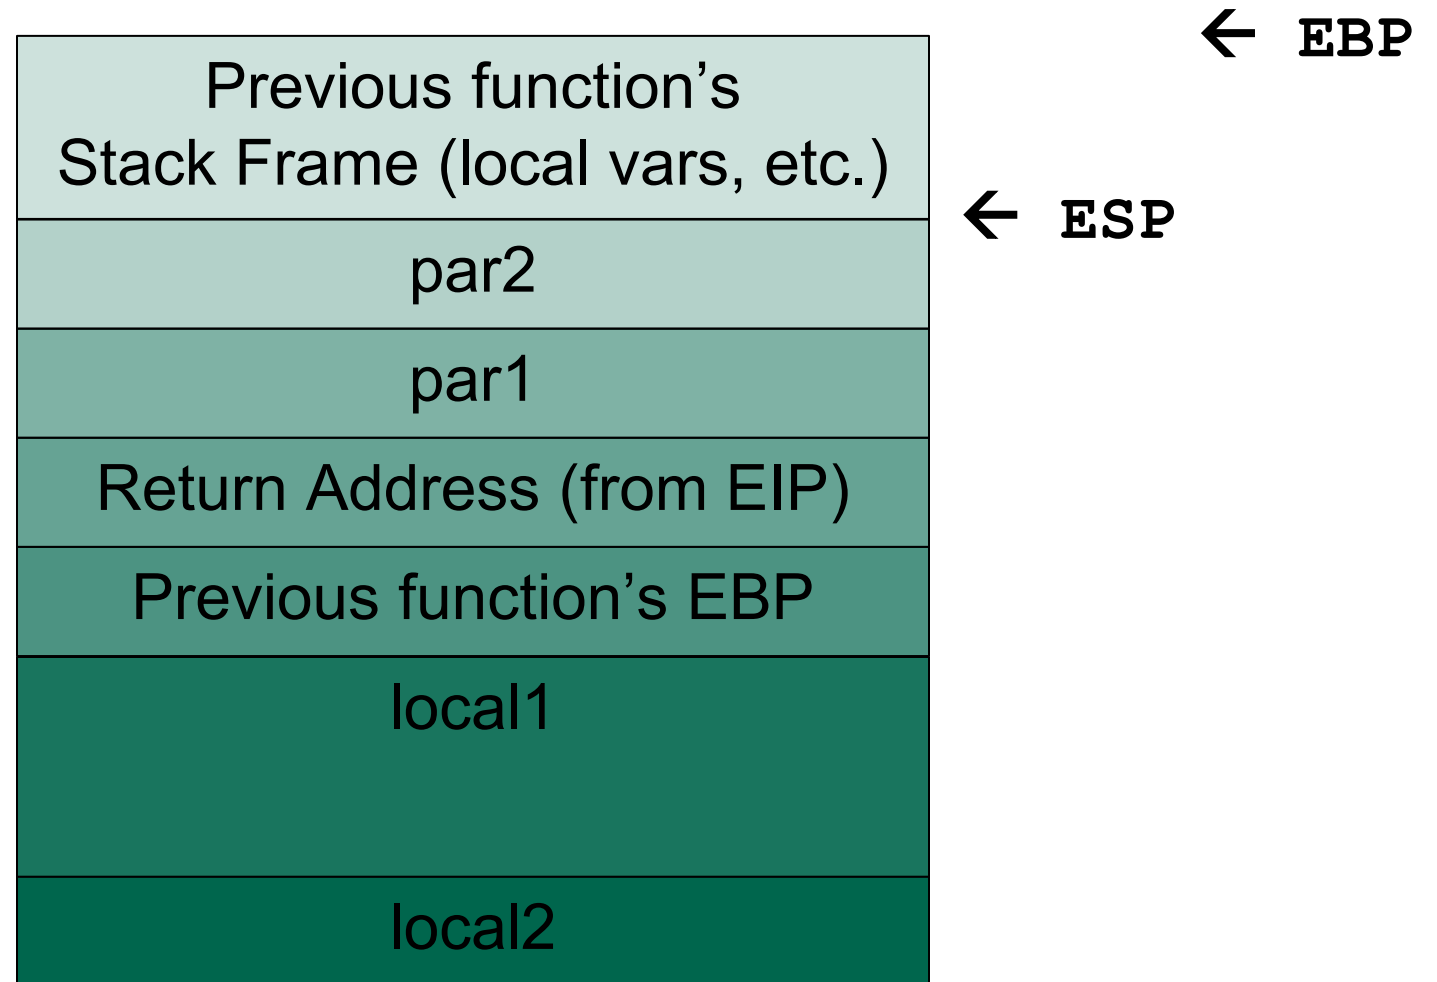 ← EBP
Previous function’s
Stack Frame (local vars, etc.)
← ESP
par2
par1
Return Address (from EIP)
Previous function’s EBP
local1
local2